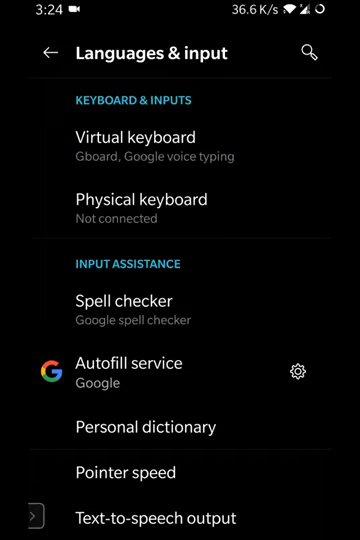 3:24 36.6 K/s
Languages & input
KEYBOARD & INPUTS
Virtual keyboard
Gboard, Google voice typing
Physical keyboard
Not connected
INPUT ASSISTANCE
Spell checker
Google spell checker
Autofill service
Google
Personal dictionary
Pointer speed
Text-to-speech output